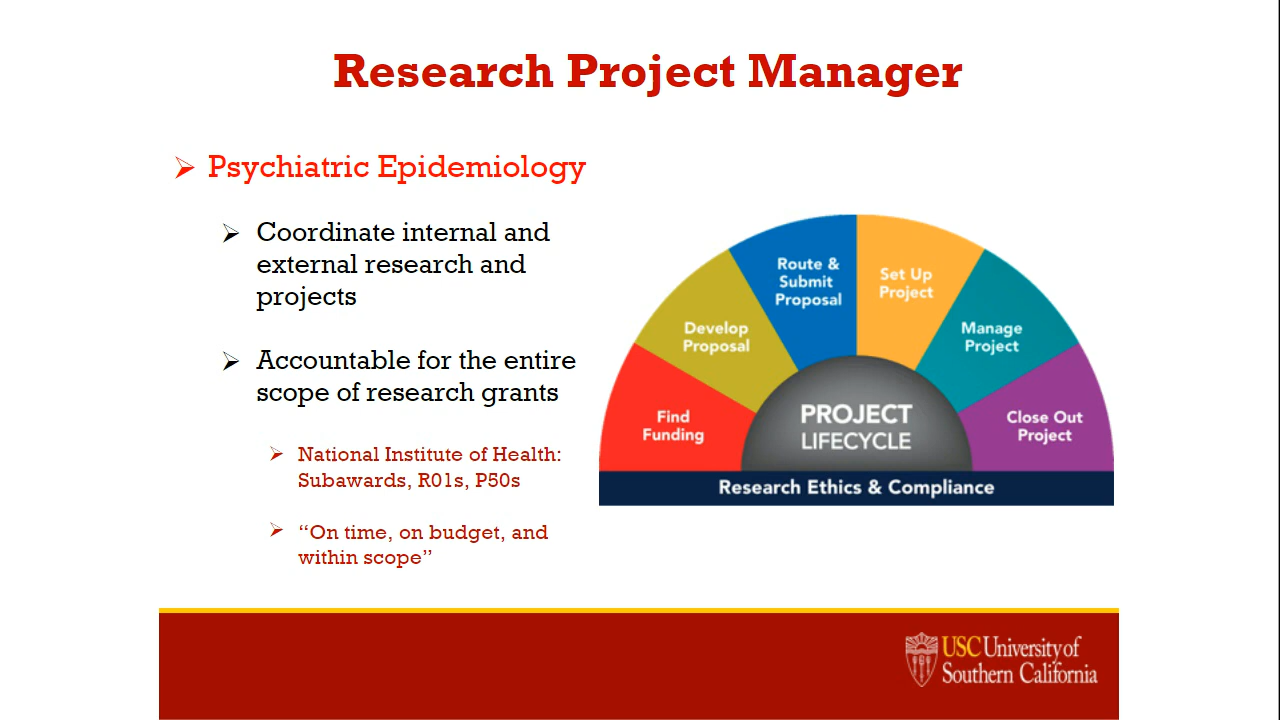 Research Project Manager
Psychiatric Epidemiology
Coordinate internal and
external research and
projects
Accountable for the entire
scope of research grants
National Institute of Health:
Subawards, R01s, P50s
“On time, on budget, and
within scope”
Find
Funding
Develop
Proposal
Route &
Submit
Proposal
Set Up
Project
Manage
Project
Close Out
Project
PROJECT
LIFECYCLE
Research Ethics & Compliance
USC University of
Southern California